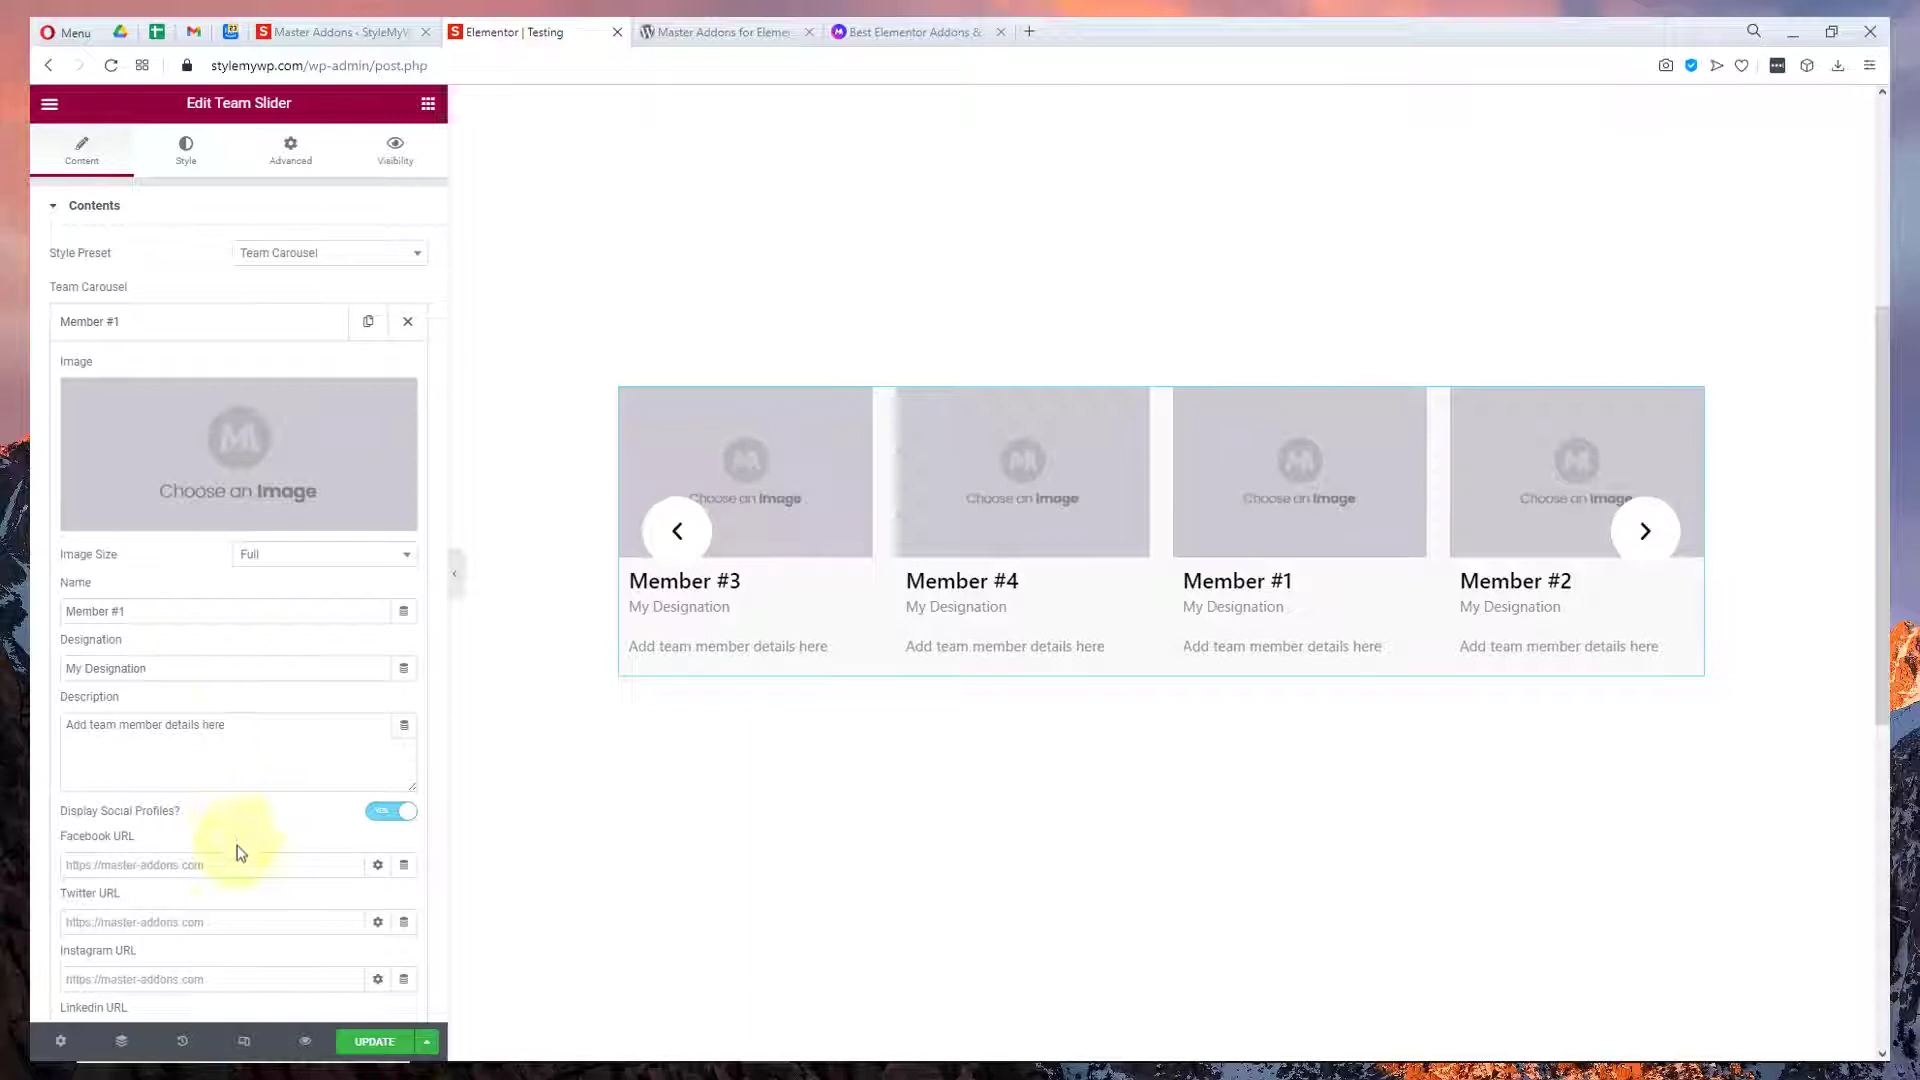 Menu
Master Addons ‹ StyleMyW
Elementor | Testing
Master Addons for Eleme
Best Elementor Addons &
stylemywp.com/wp-admin/post.php
Edit Team Slider
Content
Style
Advanced
Visibility
Contents
Style Preset
Team Carousel
Team Carousel
Member #1
Image
Choose an Image
Image Size
Full
Name
Member #1
Designation
My Designation
Description
Add team member details here
Display Social Profiles?
YES
Facebook URL
https://master-addons.com
Twitter URL
https://master-addons.com
Instagram URL
https://master-addons.com
Linkedin URL
UPDATE
Choose an Image
Choose an Image
Choose an Image
Choose an Image
Member #3
Member #4
Member #1
Member #2
My Designation
My Designation
My Designation
My Designation
Add team member details here
Add team member details here
Add team member details here
Add team member details here